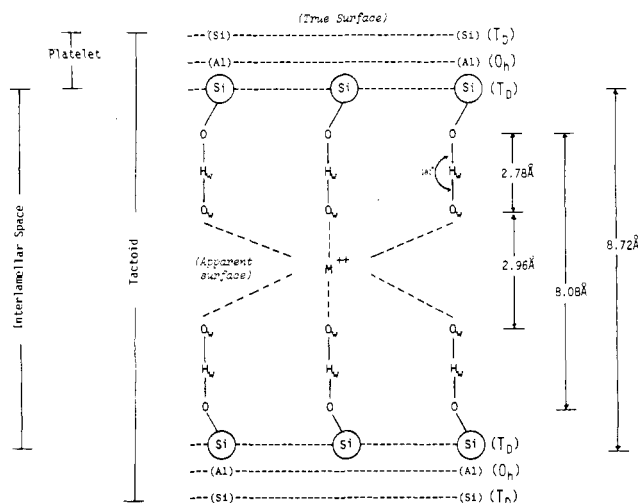 (True Surface)
(Si) (Si) (T_D)
Platelet
(Al) (Al) (O_h)
Si Si Si (T_D)
O O O
H_w H_w H_w
2.78Å
O_w O_w O_w
(Apparent
surface)
M ++
2.96Å
8.08Å
8.72Å
Interlamellar Space
Tactoid
O_w O_w O_w
H_w H_w H_w
O O O
Si Si Si (T_D)
(Al) (Al) (O_h)
(Si) (Si) (T_D)